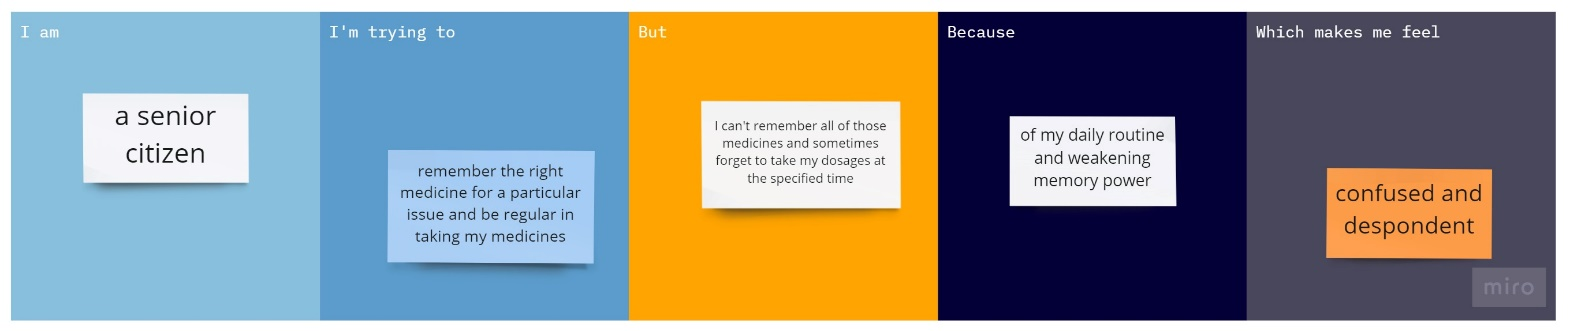 I am
a senior
citizen
I'm trying to
remember the right
medicine for a particular
issue and be regular in
taking my medicines
But
I can't remember all of those
medicines and sometimes
forget to take my dosages at
the specified time
Because
of my daily routine
and weakening
memory power
Which makes me feel
confused and
despondent
miro